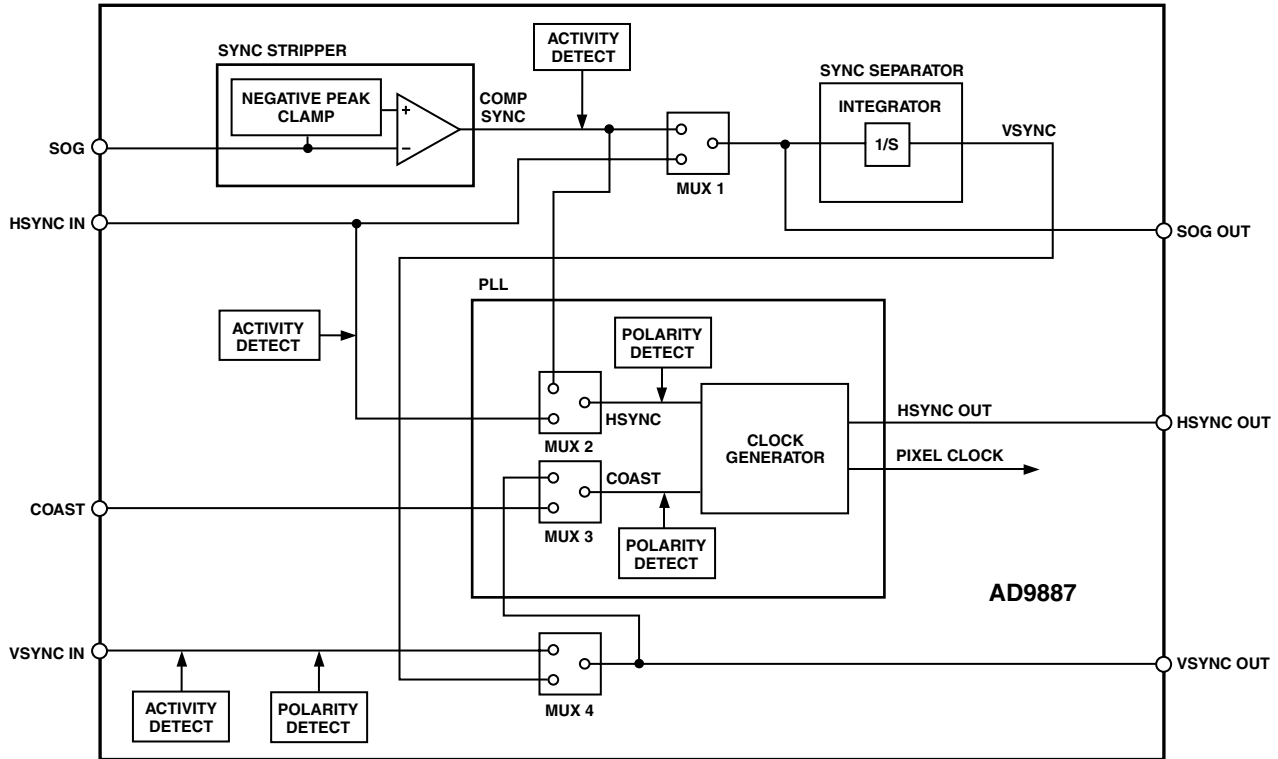 ACTIVITY
DETECT
SYNC STRIPPER
NEGATIVE PEAK
CLAMP
+
−
COMP
SYNC
SYNC SEPARATOR
INTEGRATOR
1/S
VSYNC
SOG
MUX 1
HSYNC IN
SOG OUT
PLL
ACTIVITY
DETECT
POLARITY
DETECT
HSYNC
MUX 2
CLOCK
GENERATOR
HSYNC OUT
HSYNC OUT
PIXEL CLOCK
COAST
COAST
MUX 3
POLARITY
DETECT
AD9887
VSYNC IN
VSYNC OUT
ACTIVITY
DETECT
POLARITY
DETECT
MUX 4